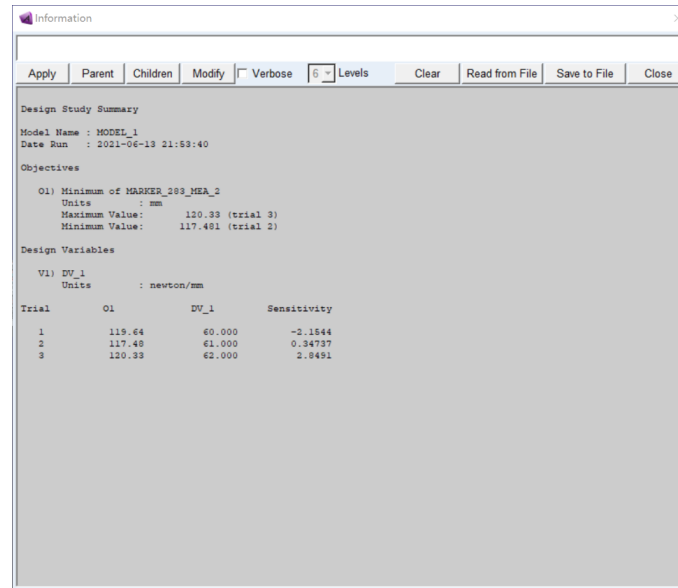 Information
Apply Parent Children Modify Verbose 6 Levels Clear Read from File Save to File Close
Design Study Summary
Model Name : MODEL_1
Date Run : 2021-06-13 21:53:40
Objectives
O1) Minimum of MARKER_283_MEA_2
Units : mm
Maximum Value: 120.33 (trial 3)
Minimum Value: 117.481 (trial 2)
Design Variables
V1) DV_1
Units : newton/mm
Trial O1 DV_1 Sensitivity
1 119.64 60.000 -2.1544
2 117.48 61.000 0.34737
3 120.33 62.000 2.8491